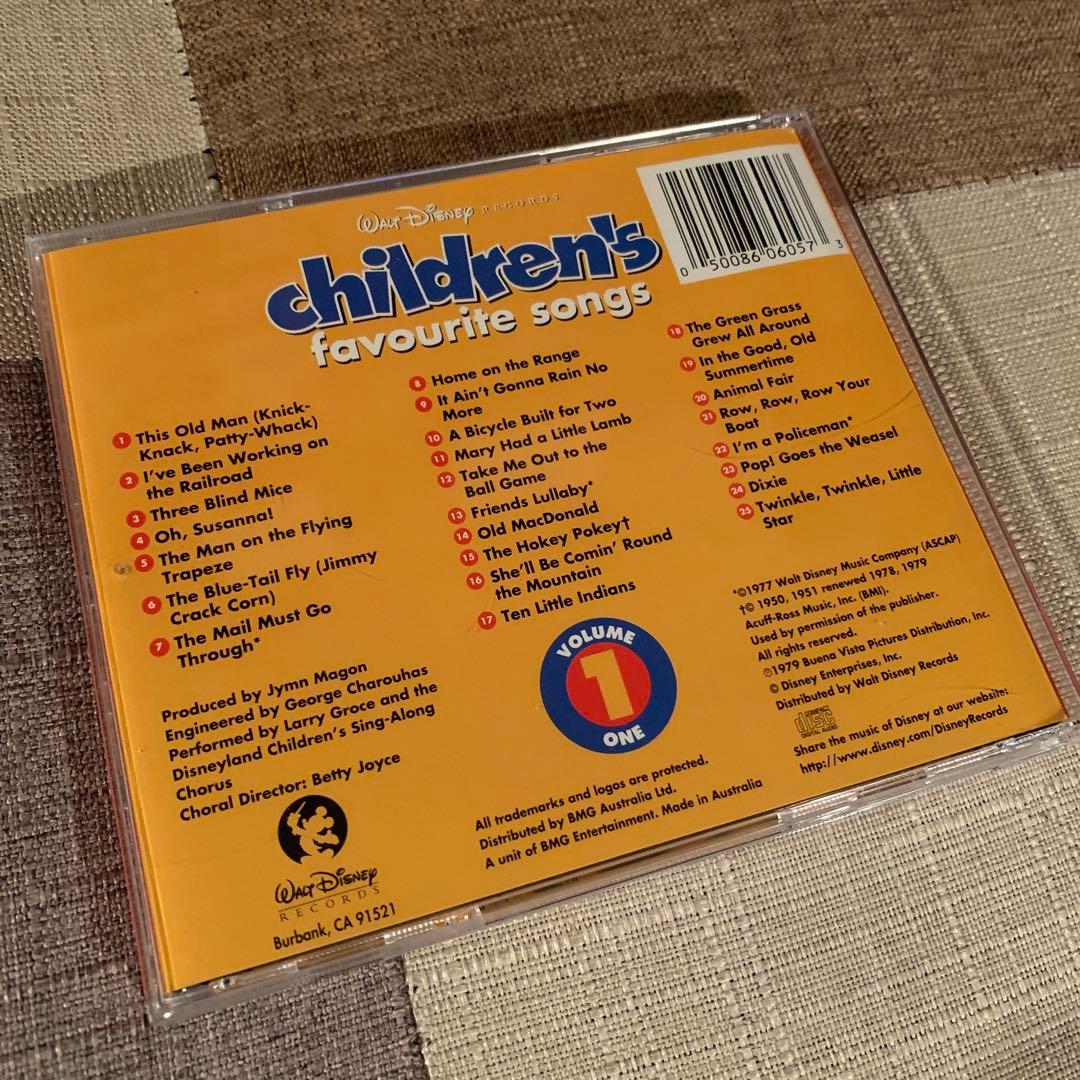 WALT DISNEY RECORDS
children's
favourite songs
0 50086 06057 3
1 This Old Man (Knick-
Knack, Patty-Whack)
2 I've Been Working on
the Railroad
3 Three Blind Mice
4 Oh, Susanna!
5 The Man on the Flying
Trapeze
6 The Blue-Tail Fly (Jimmy
Crack Corn)
7 The Mail Must Go
Through*
8 Home on the Range
9 It Ain't Gonna Rain No
More
10 A Bicycle Built for Two
11 Mary Had a Little Lamb
12 Take Me Out to the
Ball Game
13 Friends Lullaby*
14 Old MacDonald
15 The Hokey Pokey†
16 She'll Be Comin' Round
the Mountain
17 Ten Little Indians
18 The Green Grass
Grew All Around
19 In the Good, Old
Summertime
20 Animal Fair
21 Row, Row, Row Your
Boat
22 I'm a Policeman*
23 Pop! Goes the Weasel
24 Dixie
25 Twinkle, Twinkle, Little
Star
Produced by Jymn Magon
Engineered by George Charouhas
Performed by Larry Groce and the
Disneyland Children's Sing-Along
Chorus
Choral Director: Betty Joyce
WALT DISNEY
RECORDS
Burbank, CA 91521
VOLUME
1
ONE
All trademarks and logos are protected.
Distributed by BMG Australia Ltd.
A unit of BMG Entertainment. Made in Australia
*©1977 Walt Disney Music Company (ASCAP)
†© 1950, 1951 renewed 1978, 1979
Acuff-Ross Music, Inc. (BMI).
Used by permission of the publisher.
All rights reserved.
℗1979 Buena Vista Pictures Distribution, Inc.
© Disney Enterprises, Inc.
Distributed by Walt Disney Records
COMPACT
disc
DIGITAL AUDIO
Share the music of Disney at our website:
http://www.disney.com/DisneyRecords